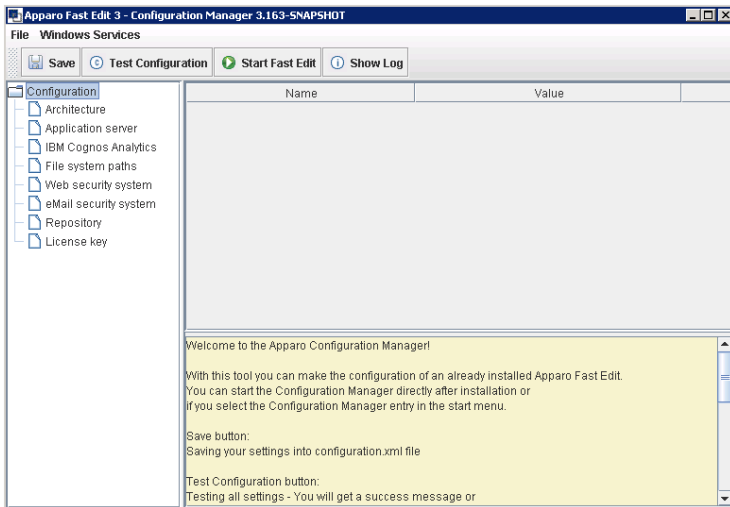 Apparo Fast Edit 3 - Configuration Manager 3.163-SNAPSHOT
File Windows Services
Save Test Configuration Start Fast Edit Show Log
Configuration
Architecture
Application server
IBM Cognos Analytics
File system paths
Web security system
eMail security system
Repository
License key
Name Value
Welcome to the Apparo Configuration Manager!
With this tool you can make the configuration of an already installed Apparo Fast Edit.
You can start the Configuration Manager directly after installation or
if you select the Configuration Manager entry in the start menu.
Save button:
Saving your settings into configuration.xml file
Test Configuration button:
Testing all settings - You will get a success message or